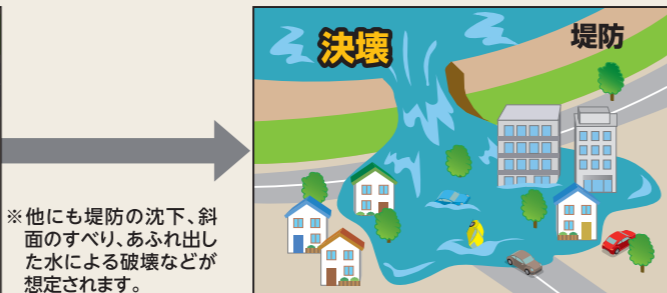 決壊
堤防
※他にも堤防の沈下、斜
面のすべり、あふれ出し
た水による破壊などが
想定されます。